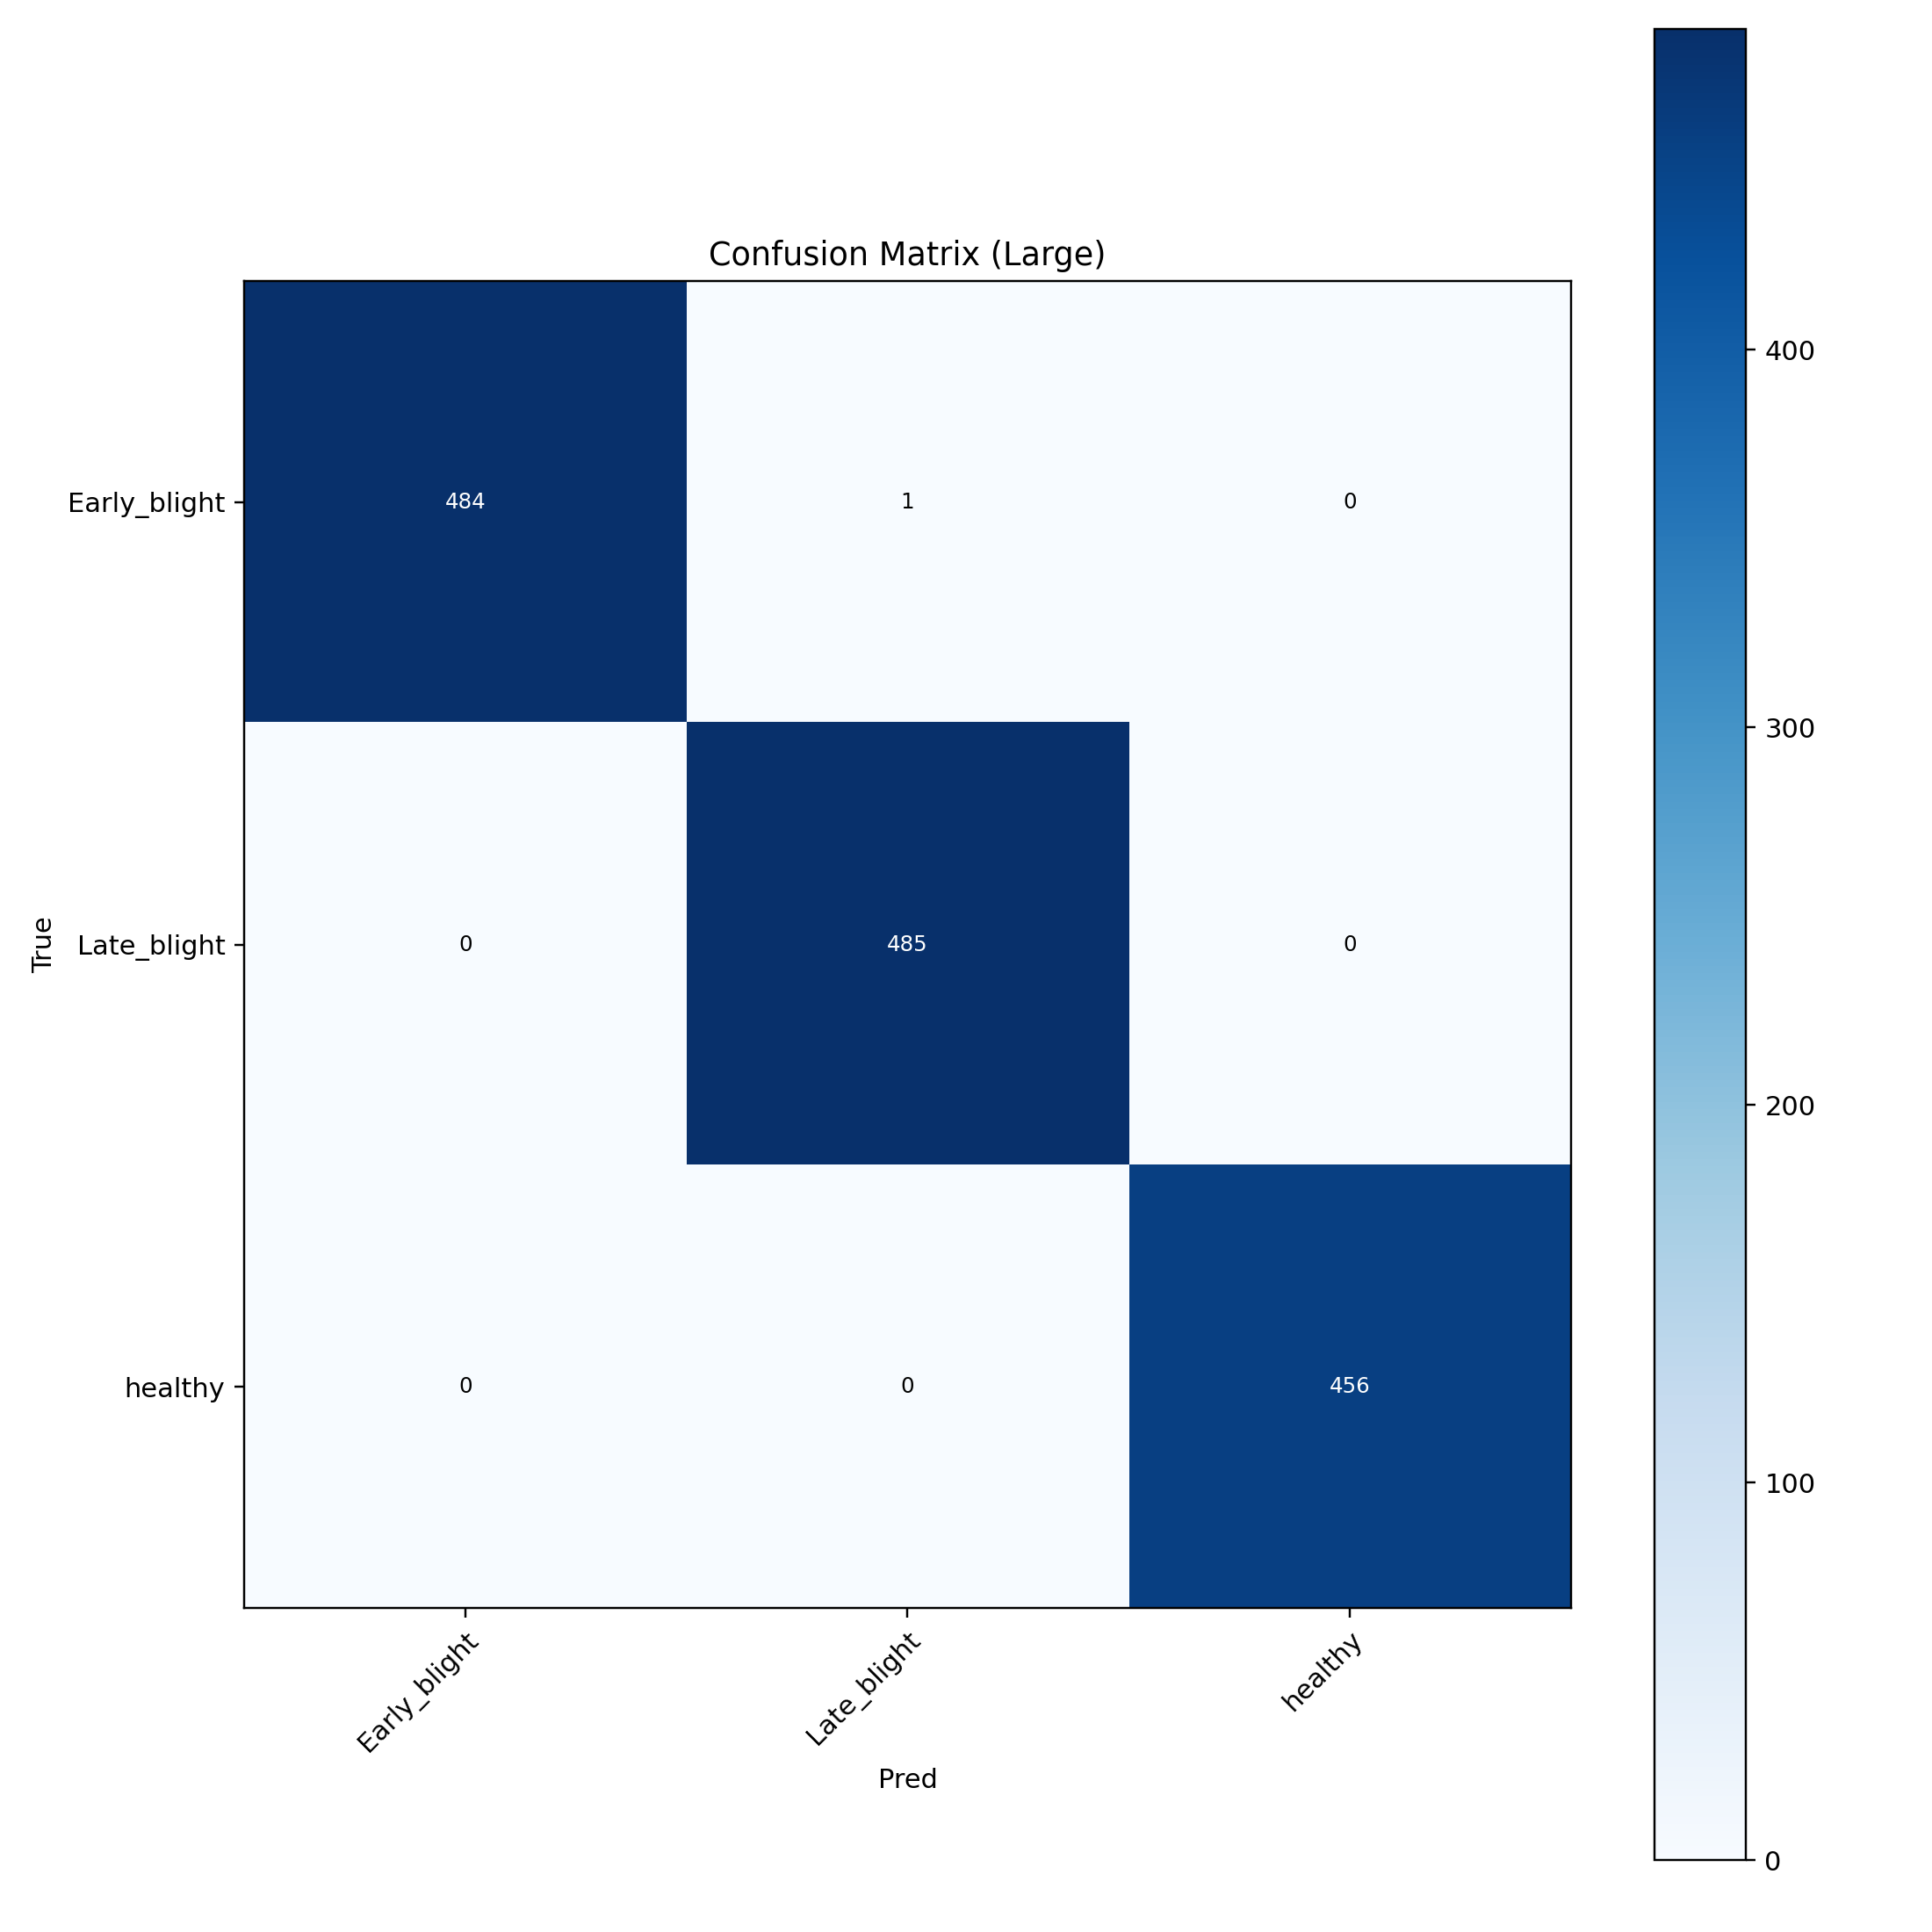 Confusion Matrix (Large)
400
Early_blight 484 1 0
300
True Late_blight 0 485 0
200
healthy 0 0 456
100
Early_blight Late_blight healthy
Pred
0